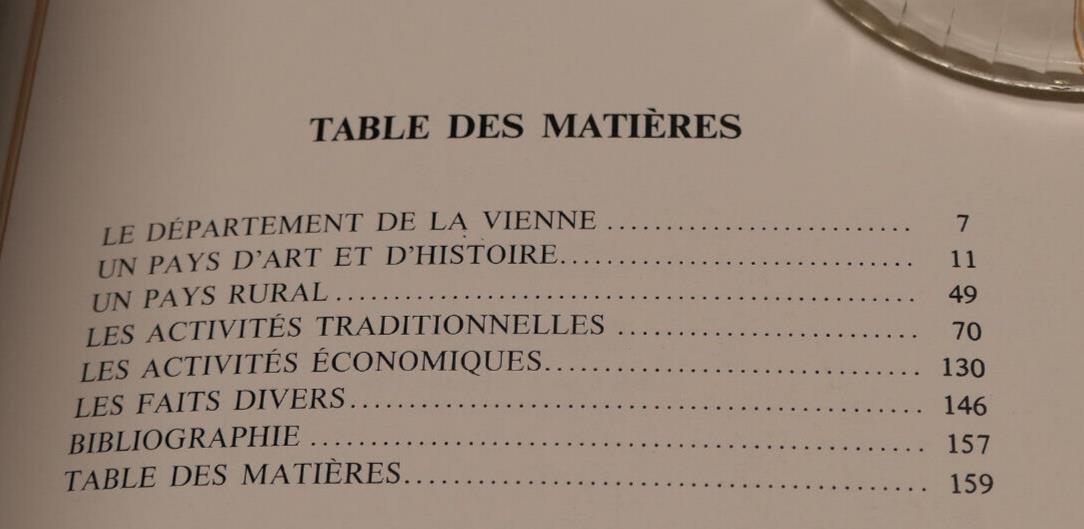 TABLE DES MATIÈRES
LE DÉPARTEMENT DE LA VIENNE .......................... 7
UN PAYS D'ART ET D'HISTOIRE.............................. 11
UN PAYS RURAL ................................................ 49
LES ACTIVITÉS TRADITIONNELLES .......................... 70
LES ACTIVITÉS ÉCONOMIQUES................................ 130
LES FAITS DIVERS................................................ 146
BIBLIOGRAPHIE .................................................... 157
TABLE DES MATIÈRES............................................ 159